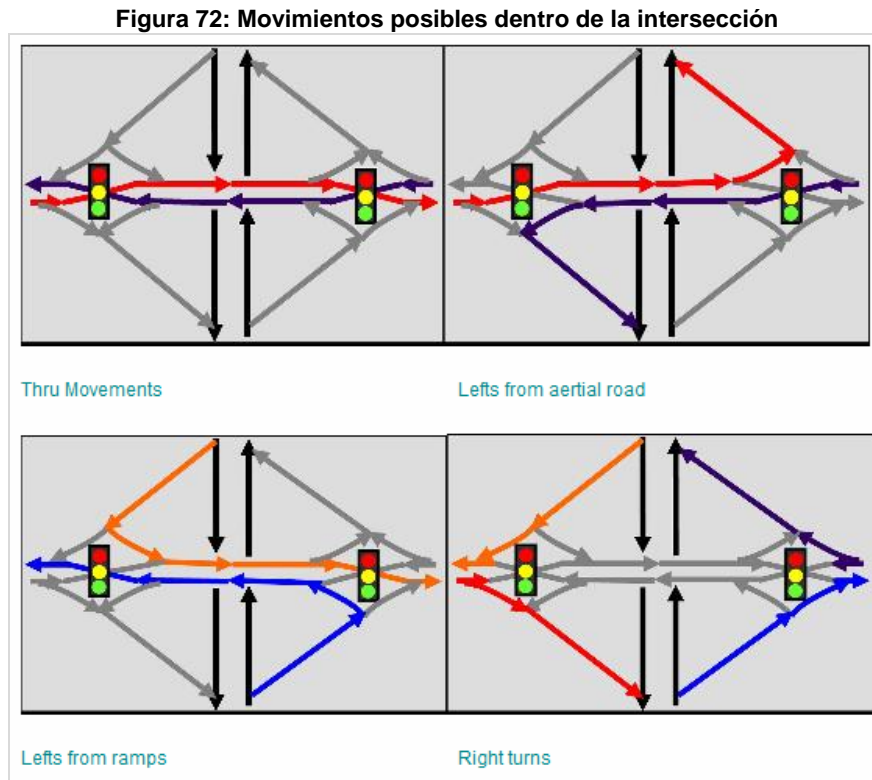 Figura 72: Movimientos posibles dentro de la intersección
Thru Movements
Lefts from aertial road
Lefts from ramps
Right turns